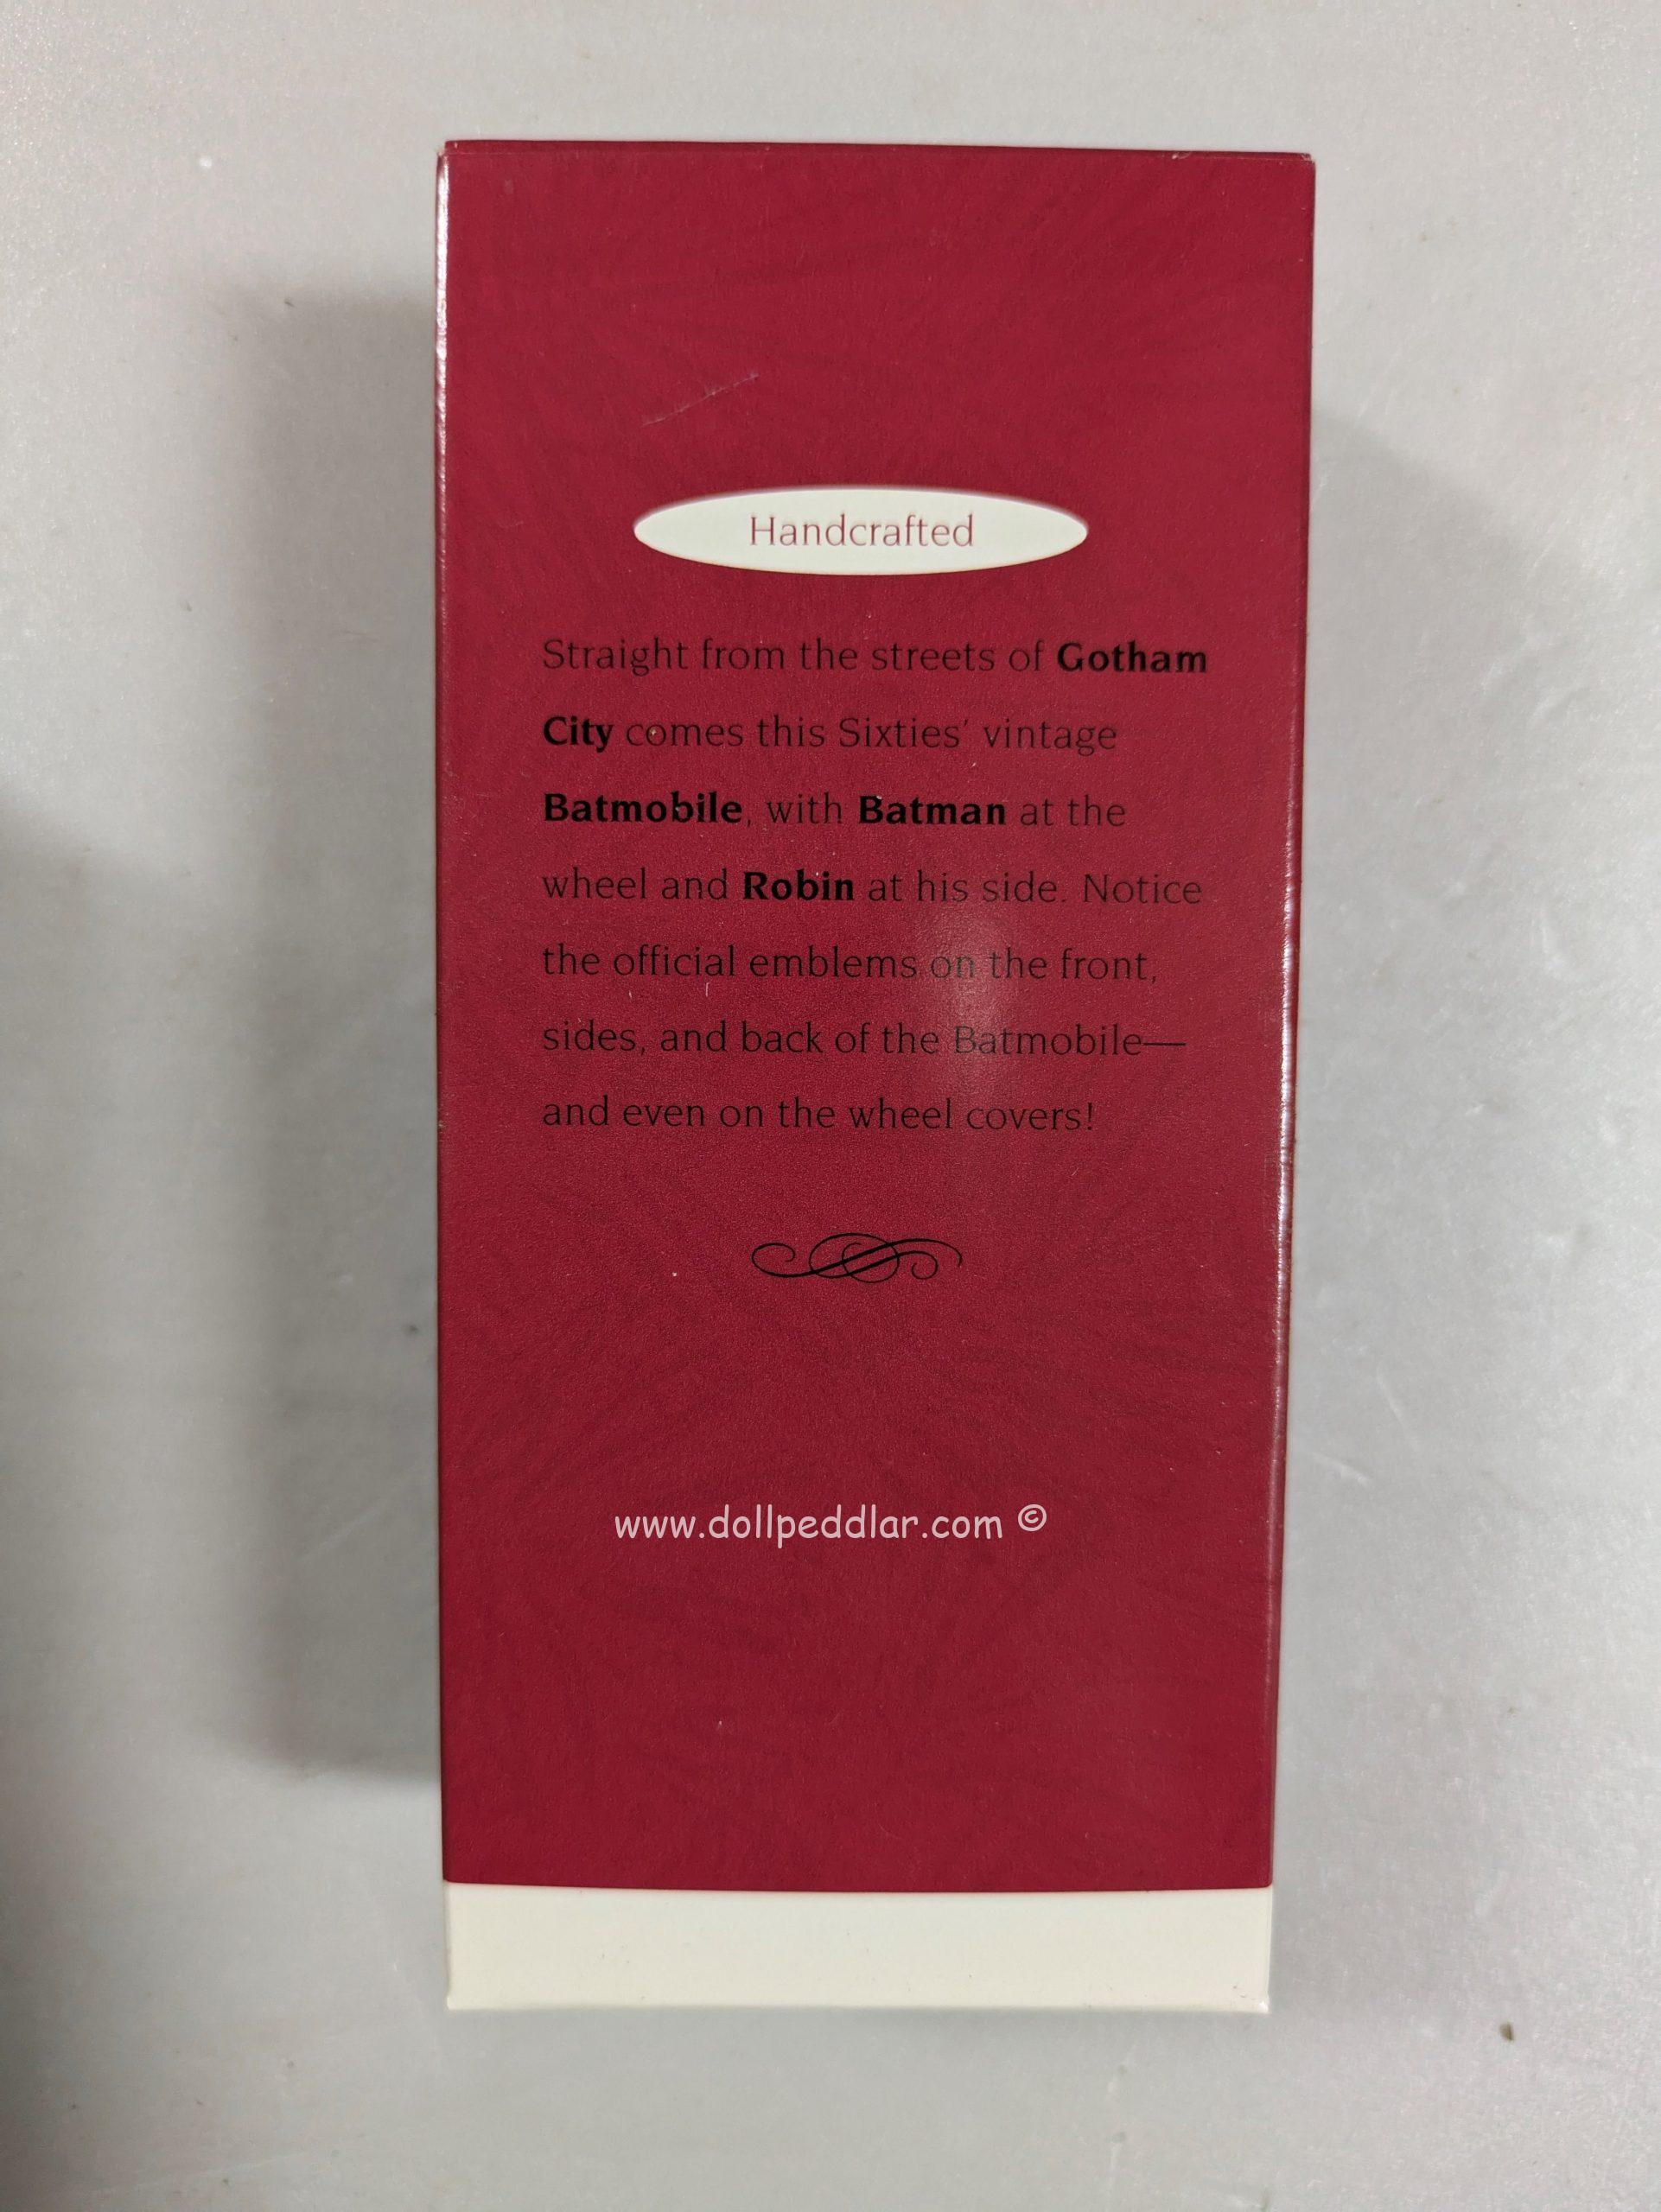 Handcrafted
Straight from the streets of Gotham
City comes this Sixties' vintage
Batmobile, with Batman at the
wheel and Robin at his side. Notice
the official emblems on the front,
sides, and back of the Batmobile—
and even on the wheel covers!
www.dollpeddlar.com ©